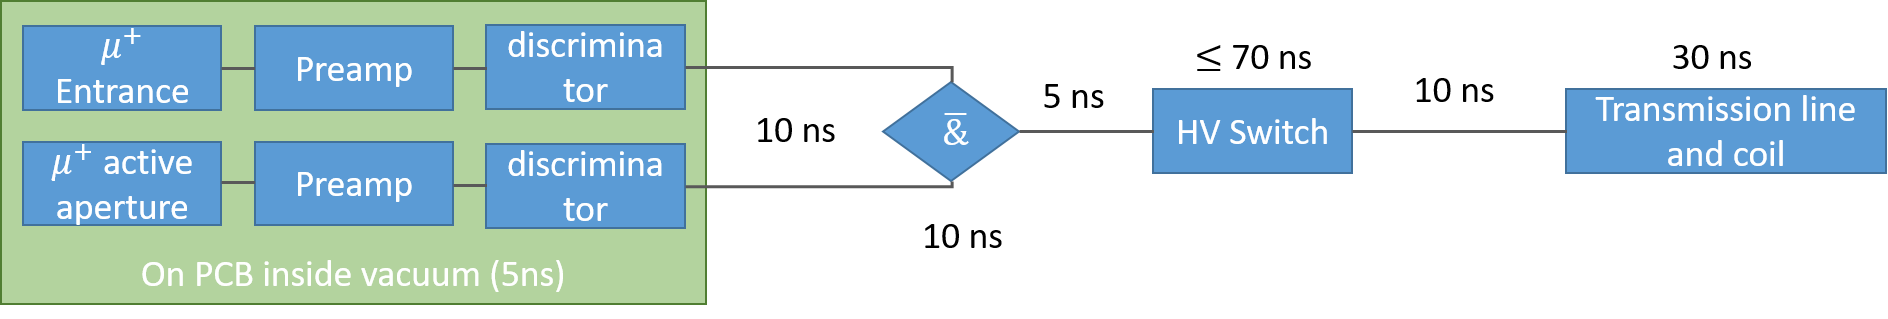 μ⁺
Entrance
Preamp
discrimina
tor
μ⁺ active
aperture
Preamp
discrimina
tor
On PCB inside vacuum (5ns)
10 ns
&̅
10 ns
5 ns
≤ 70 ns
HV Switch
10 ns
30 ns
Transmission line
and coil